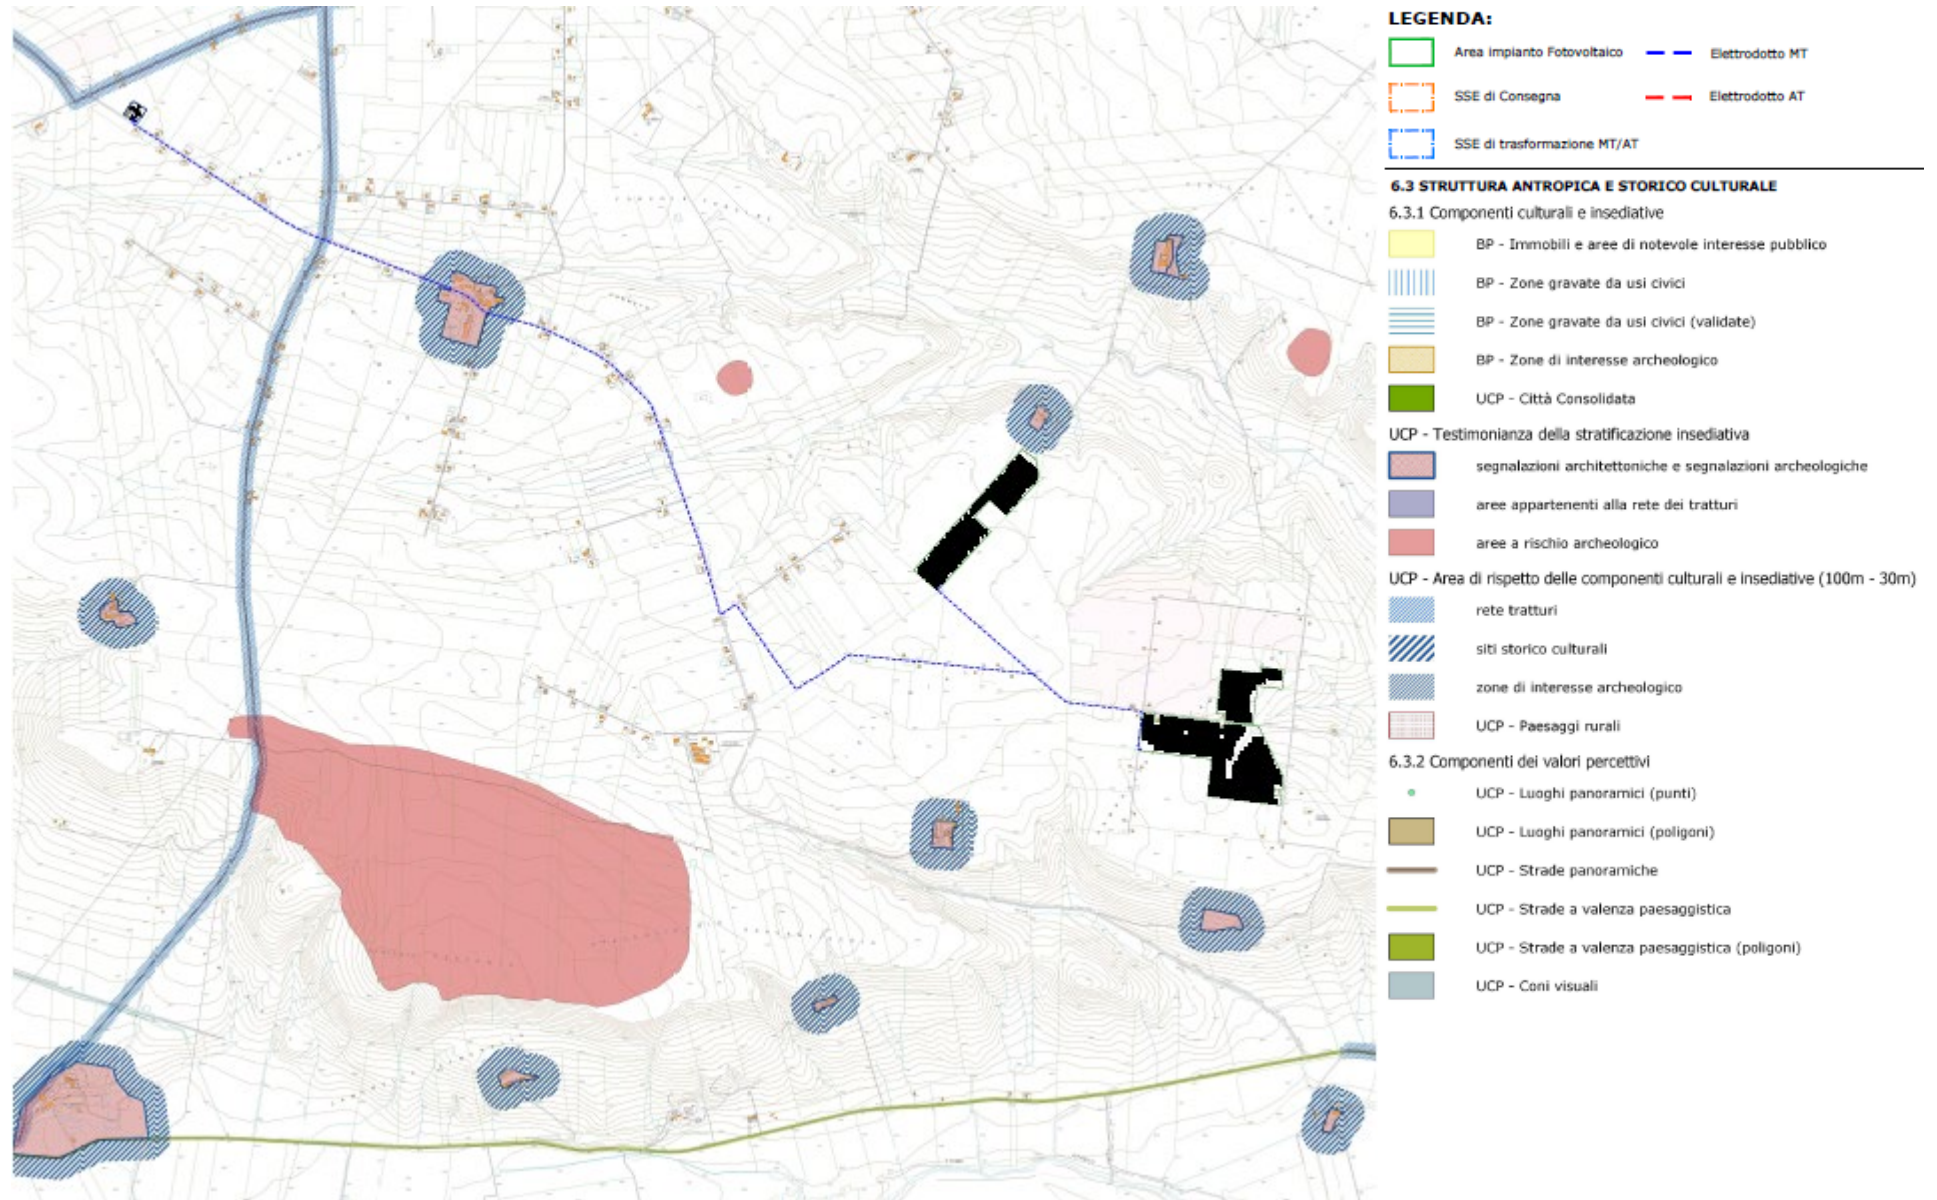 LEGENDA:
Area impianto Fotovoltaico
Elettrodotto MT
SSE di Consegna
Elettrodotto AT
SSE di trasformazione MT/AT
6.3 STRUTTURA ANTROPICA E STORICO CULTURALE
6.3.1 Componenti culturali e insediative
BP - Immobili e aree di notevole interesse pubblico
BP - Zone gravate da usi civici
BP - Zone gravate da usi civici (validate)
BP - Zone di interesse archeologico
UCP - Città Consolidata
UCP - Testimonianza della stratificazione insediativa
segnalazioni architettoniche e segnalazioni archeologiche
aree appartenenti alla rete dei tratturi
aree a rischio archeologico
UCP - Area di rispetto delle componenti culturali e insediative (100m - 30m)
rete tratturi
siti storico culturali
zone di interesse archeologico
UCP - Paesaggi rurali
6.3.2 Componenti dei valori percettivi
UCP - Luoghi panoramici (punti)
UCP - Luoghi panoramici (poligoni)
UCP - Strade panoramiche
UCP - Strade a valenza paesaggistica
UCP - Strade a valenza paesaggistica (poligoni)
UCP - Coni visuali